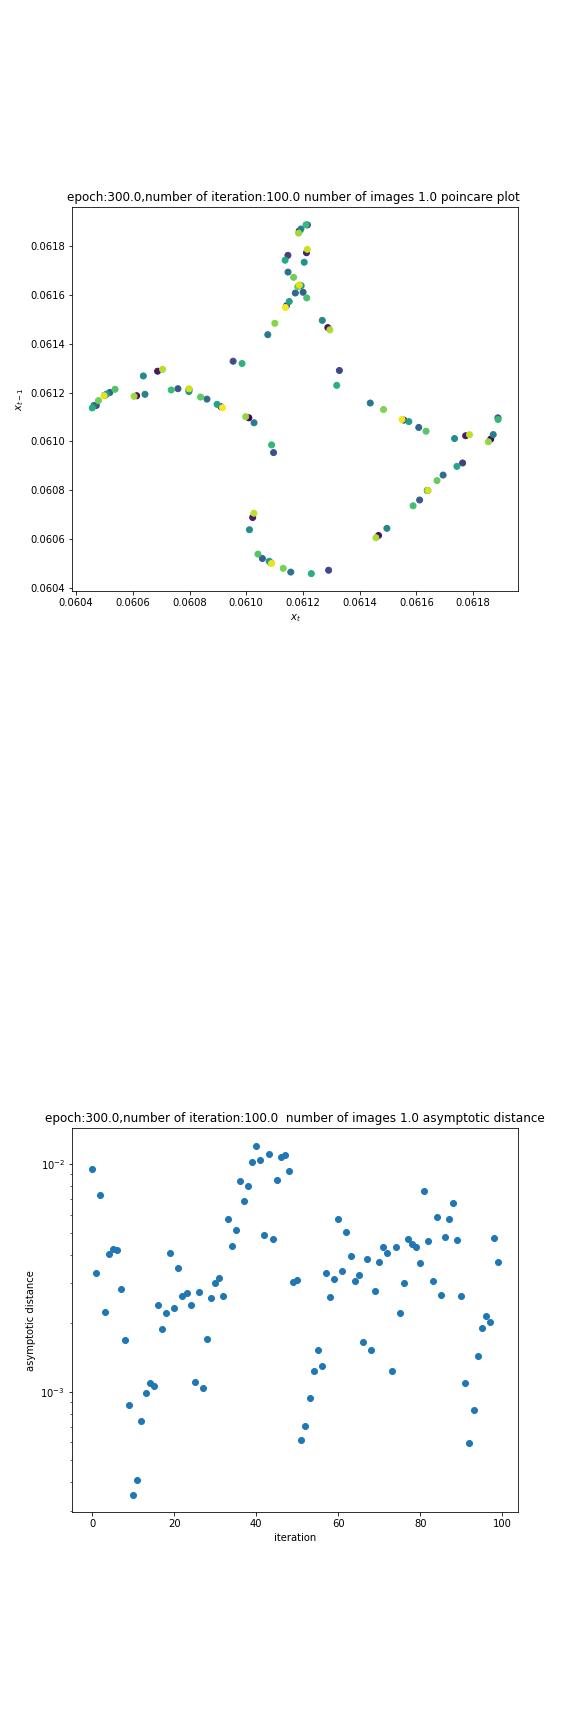 epoch:300.0,number of iteration:100.0 number of images 1.0 poincare plot
0.0618
0.0616
0.0614
0.0612
0.0610
0.0608
0.0606
0.0604
x_{t-1}
0.0604 0.0606 0.0608 0.0610 0.0612 0.0614 0.0616 0.0618
x_t
epoch:300.0,number of iteration:100.0  number of images 1.0 asymptotic distance
10^{-2}
10^{-3}
asymptotic distance
0 20 40 60 80 100
iteration